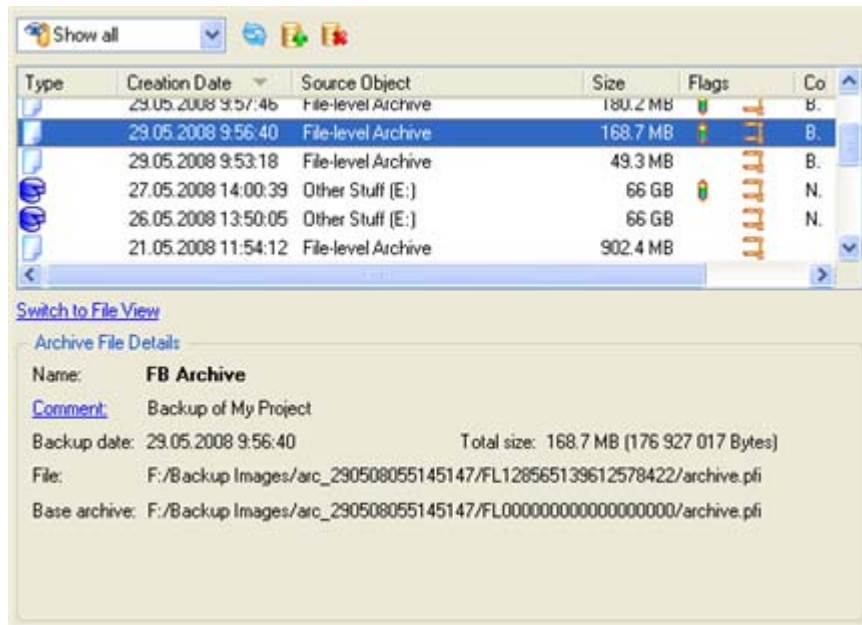 Show all
Type Creation Date Source Object Size Flags Co
29.05.2008 9:57:46 File-level Archive 180.2 MB B.
29.05.2008 9:56:40 File-level Archive 168.7 MB B.
29.05.2008 9:53:18 File-level Archive 49.3 MB B.
27.05.2008 14:00:39 Other Stuff (E:) 66 GB N.
26.05.2008 13:50:05 Other Stuff (E:) 66 GB N.
21.05.2008 11:54:12 File-level Archive 902.4 MB
Switch to File View
Archive File Details
Name: FB Archive
Comment: Backup of My Project
Backup date: 29.05.2008 9:56:40 Total size: 168.7 MB (176 927 017 Bytes)
File: F:/Backup Images/arc_290508055145147/FL128565139612578422/archive.pfi
Base archive: F:/Backup Images/arc_290508055145147/FL000000000000000000/archive.pfi